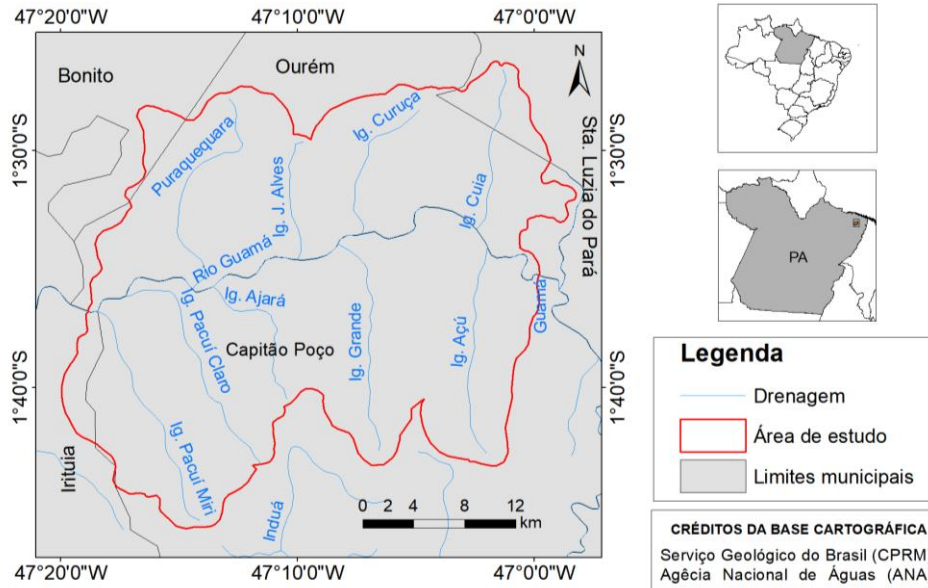 47°20'0"W
47°10'0"W
47°00'0"W
Bonito
Ourém
N
Ig. Curuça
Puraquequara
Ig. J. Alves
Ig. Cuia
Sta. Luzia do Pará
1°30'0"S
1°30'0"S
Rio Guamá
Ig. Ajará
Guamá
Ig. Pacuí Claro
Capitão Poço
Ig. Grande
Ig. Açú
1°40'0"S
1°40'0"S
Irituia
Ig. Pacuí Miri
Induá
0 2 4 8 12
km
47°20'0"W
47°10'0"W
47°0'0"W
PA
Legenda
Drenagem
Área de estudo
Limites municipais
CRÉDITOS DA BASE CARTOGRÁFICA
Serviço Geológico do Brasil (CPRM
Agêcia Nacional de Águas (ANA